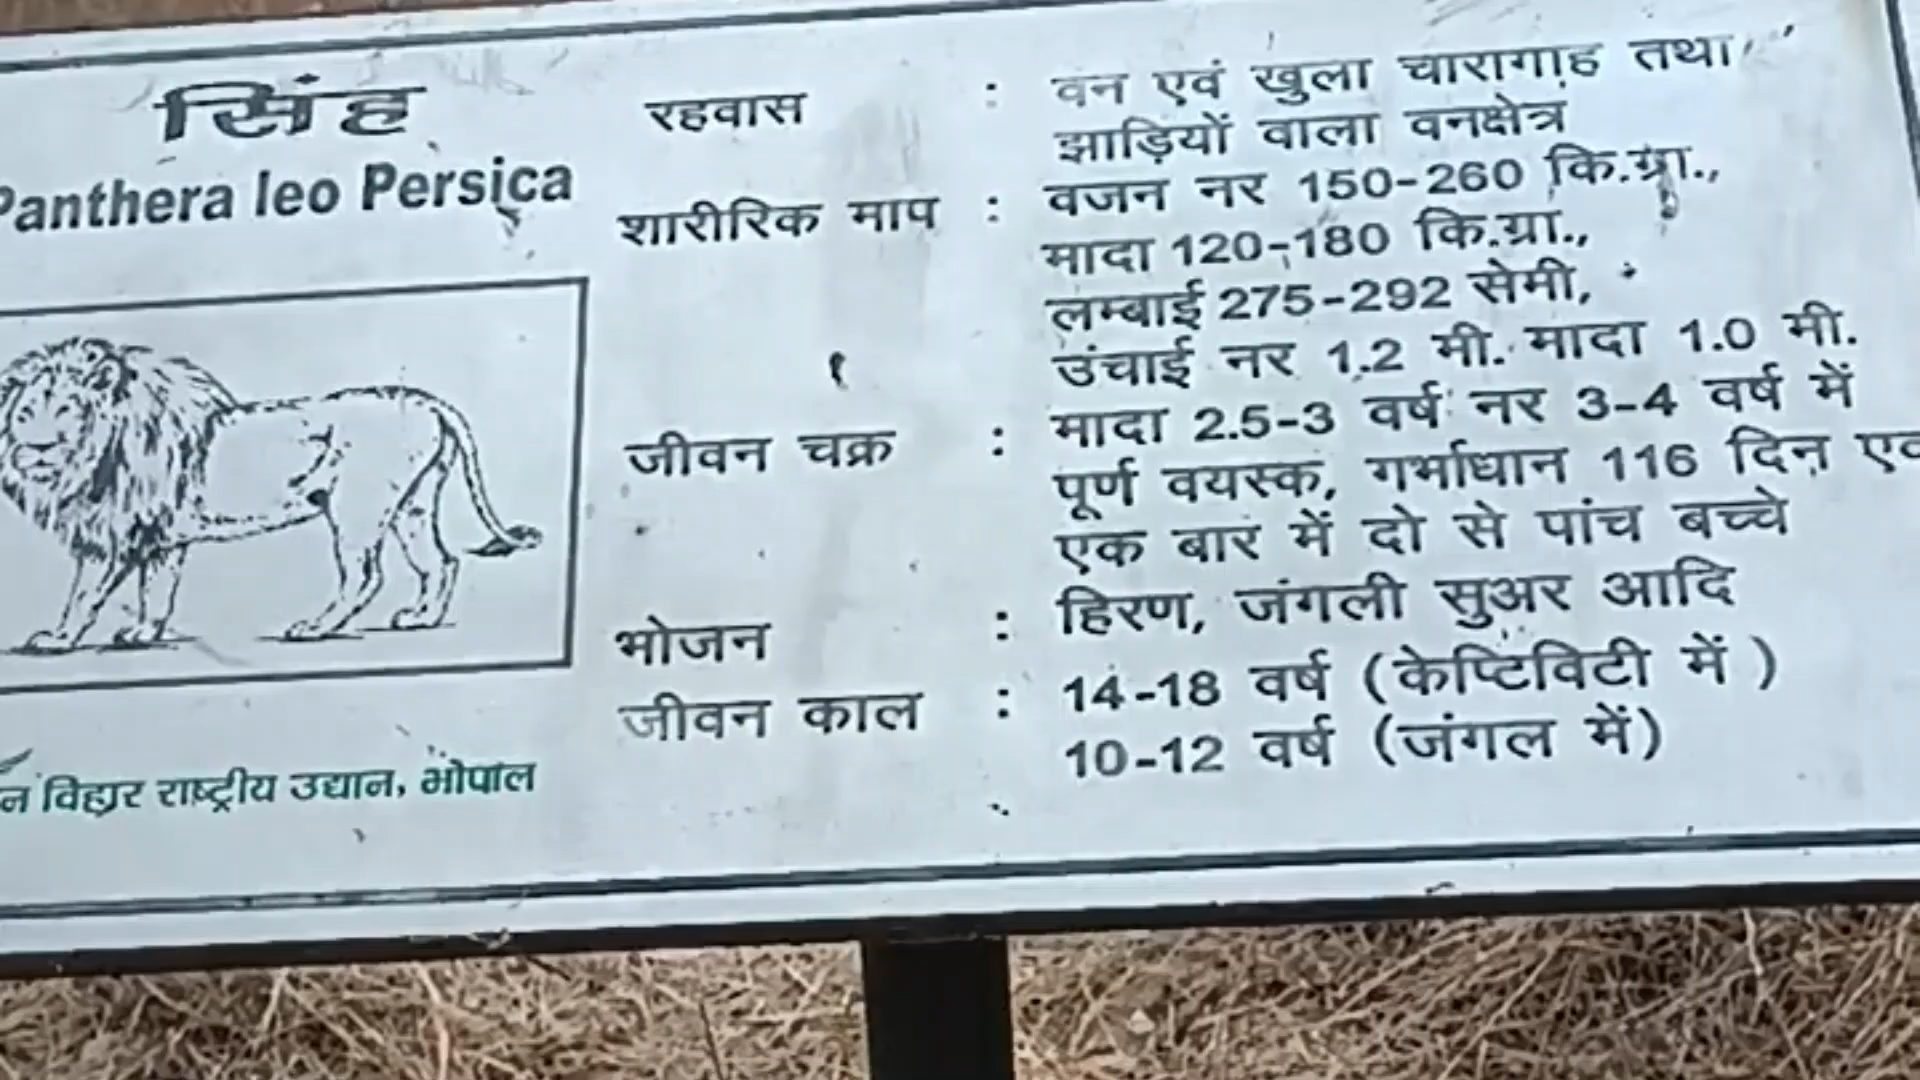 सिंह
Panthera leo Persica
रहवास : वन एवं खुला चारागाह तथा
झाड़ियों वाला वनक्षेत्र
शारीरिक माप : वजन नर 150-260 कि.ग्रा.,
मादा 120-180 कि.ग्रा.,
लम्बाई 275-292 सेमी,
उंचाई नर 1.2 मी. मादा 1.0 मी.
जीवन चक्र : मादा 2.5-3 वर्ष नर 3-4 वर्ष में
पूर्ण वयस्क, गर्भाधान 116 दिन
एक बार में दो से पांच बच्चे
भोजन : हिरण, जंगली सुअर आदि
जीवन काल : 14-18 वर्ष (केप्टिविटी में )
10-12 वर्ष (जंगल में)
विहार राष्ट्रीय उद्यान, भोपाल